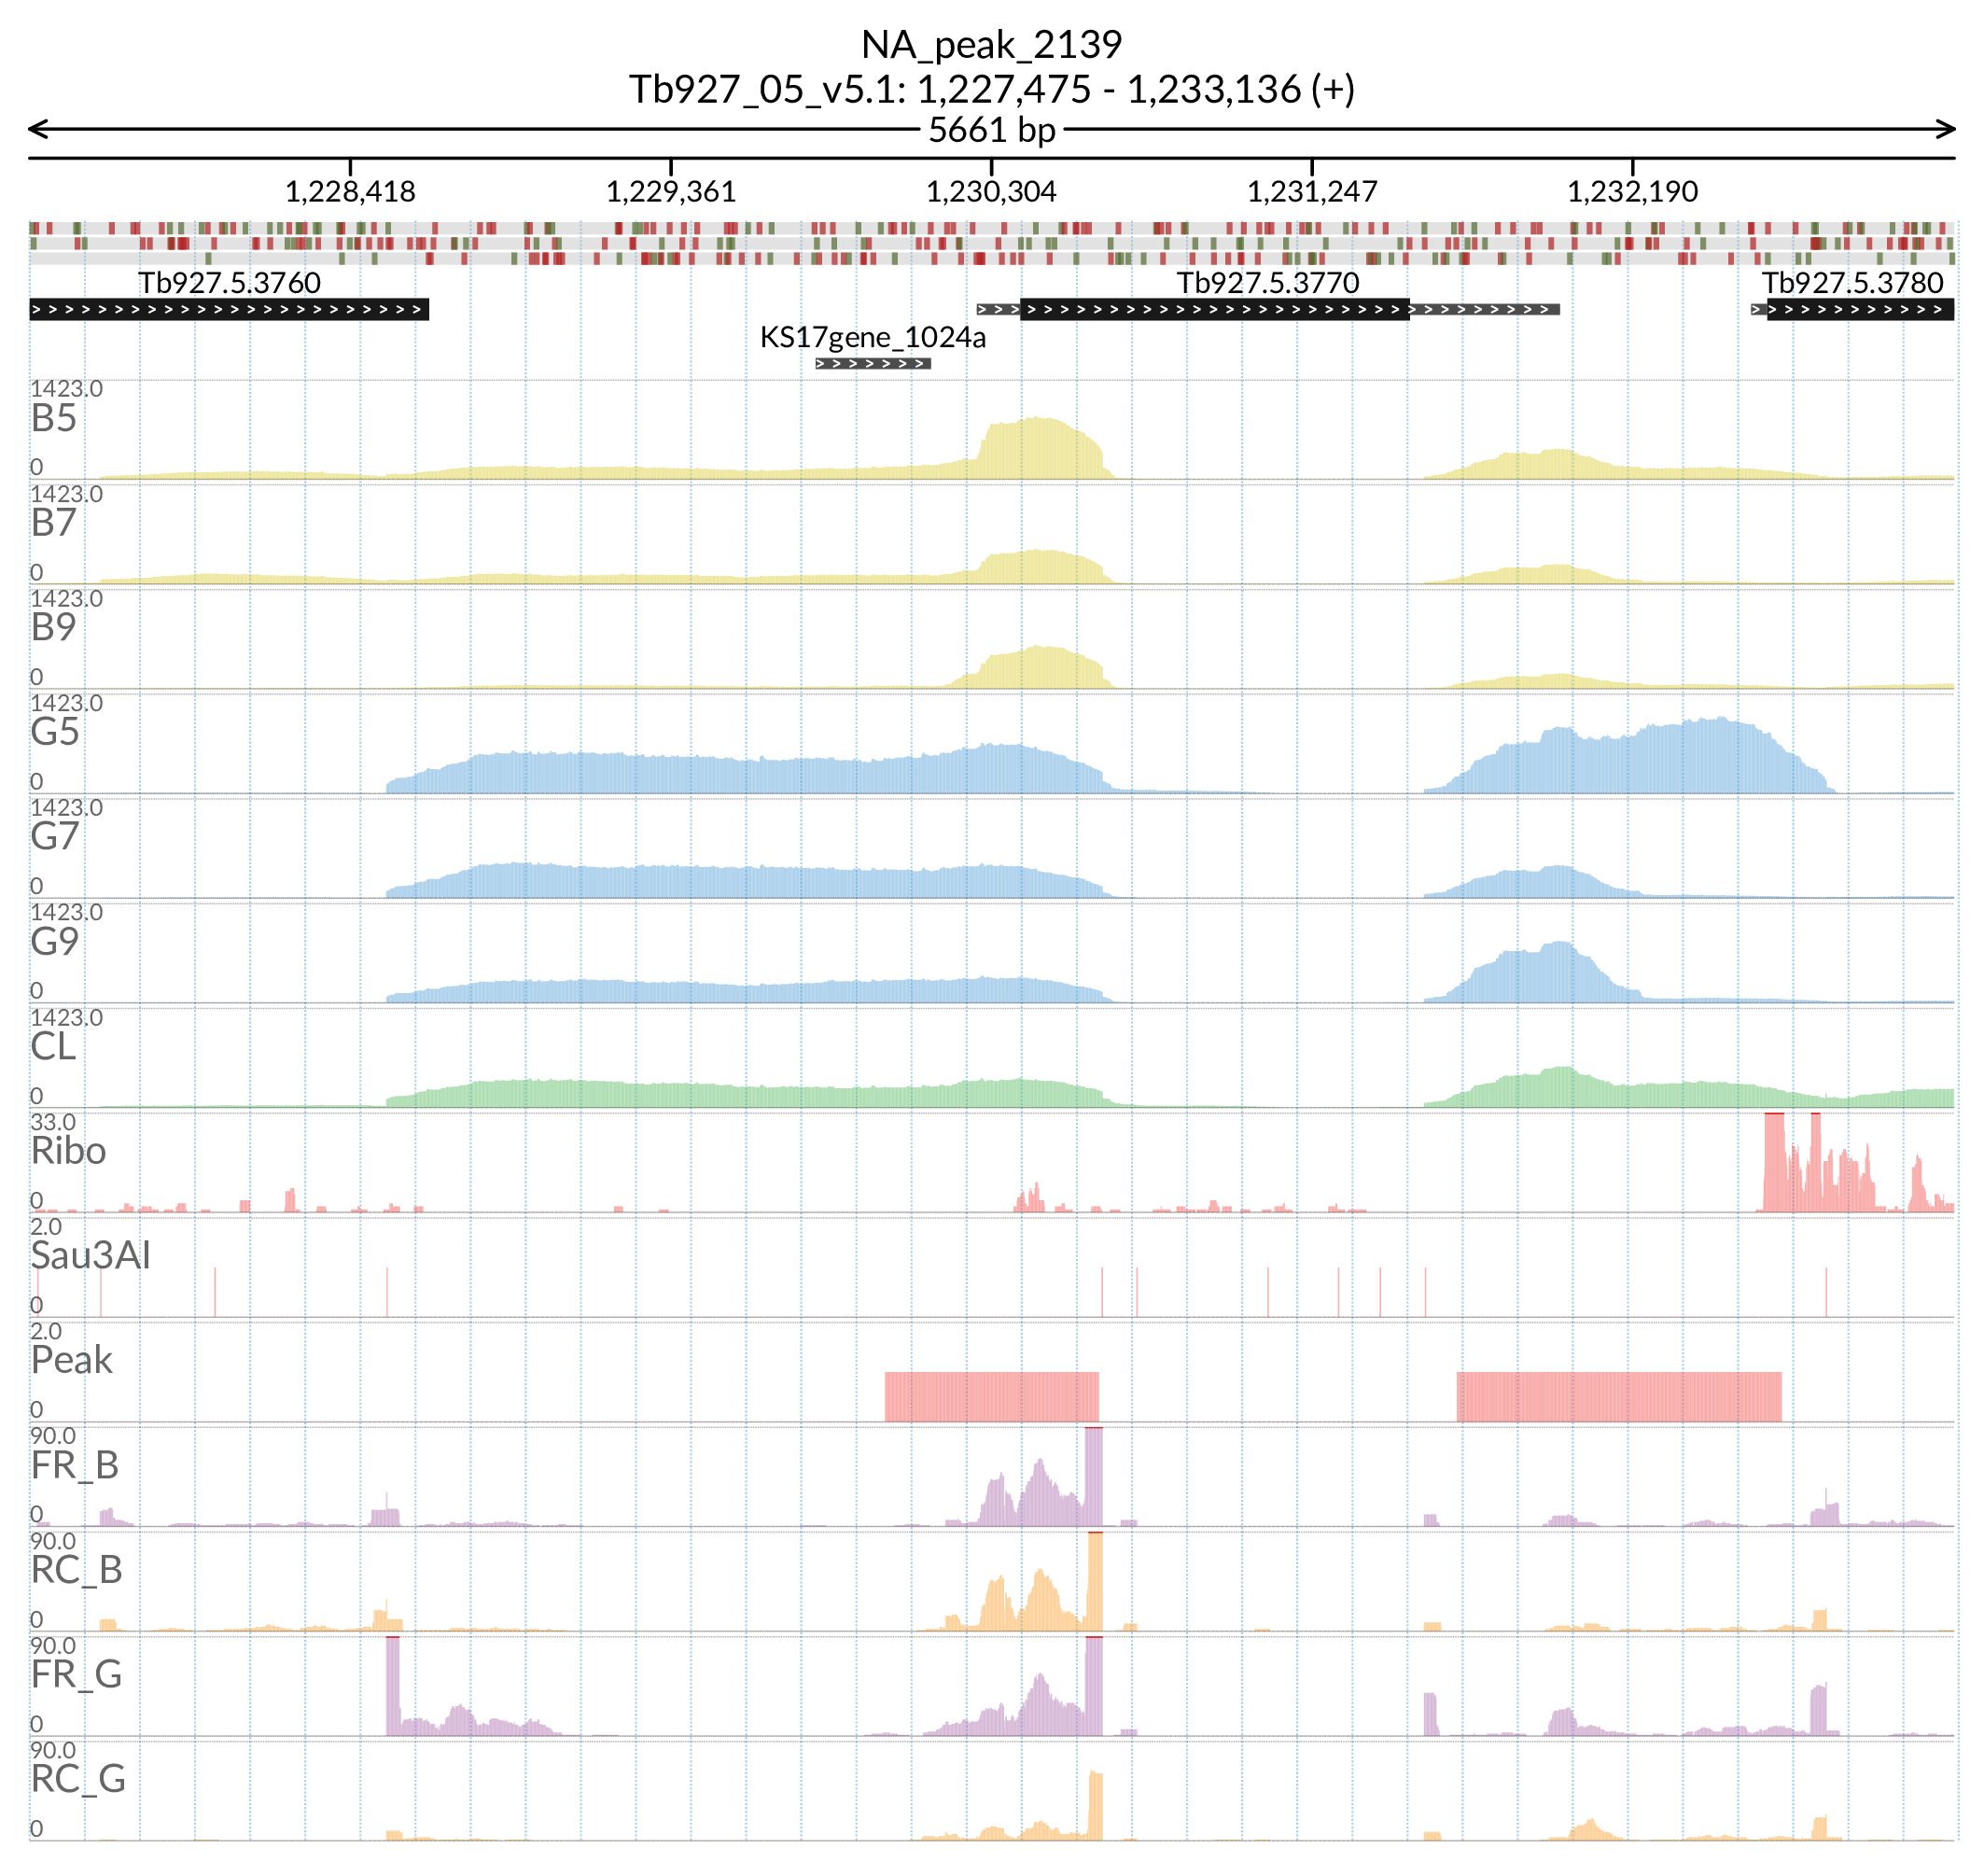 NA_peak_2139
Tb927_05_v5.1: 1,227,475 - 1,233,136 (+)
5661 bp
1,228,418 1,229,361 1,230,304 1,231,247 1,232,190
Tb927.5.3760 Tb927.5.3770 Tb927.5.3780
KS17gene_1024a
1423.0
B5
0
1423.0
B7
0
1423.0
B9
0
1423.0
G5
0
1423.0
G7
0
1423.0
G9
0
1423.0
CL
0
33.0
Ribo
0
2.0
Sau3AI
0
2.0
Peak
0
90.0
FR_B
0
90.0
RC_B
0
90.0
FR_G
0
90.0
RC_G
0